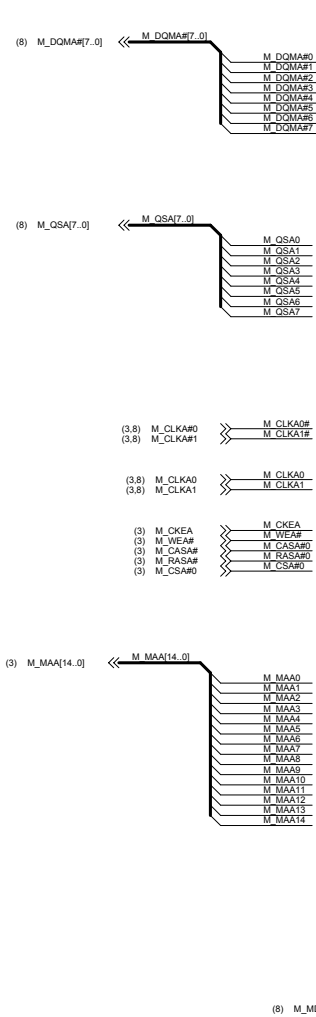 (8) M_DQMA#[7..0] M_DQMA#[7..0]
M_DQMA#0
M_DQMA#1
M_DQMA#2
M_DQMA#3
M_DQMA#4
M_DQMA#5
M_DQMA#6
M_DQMA#7
(8) M_QSA[7..0] M_QSA[7..0]
M_QSA0
M_QSA1
M_QSA2
M_QSA3
M_QSA4
M_QSA5
M_QSA6
M_QSA7
(3,8) M_CLKA#0 M_CLKA0#
(3,8) M_CLKA#1 M_CLKA1#
(3,8) M_CLKA0 M_CLKA0
(3,8) M_CLKA1 M_CLKA1
(3) M_CKEA M_CKEA
(3) M_WEA# M_WEA#
(3) M_CASA# M_CASA#0
(3) M_RASA# M_RASA#0
(3) M_CSA#0 M_CSA#0
(3) M_MAA[14..0] M_MAA[14..0]
M_MAA0
M_MAA1
M_MAA2
M_MAA3
M_MAA4
M_MAA5
M_MAA6
M_MAA7
M_MAA8
M_MAA9
M_MAA10
M_MAA11
M_MAA12
M_MAA13
M_MAA14
(8)